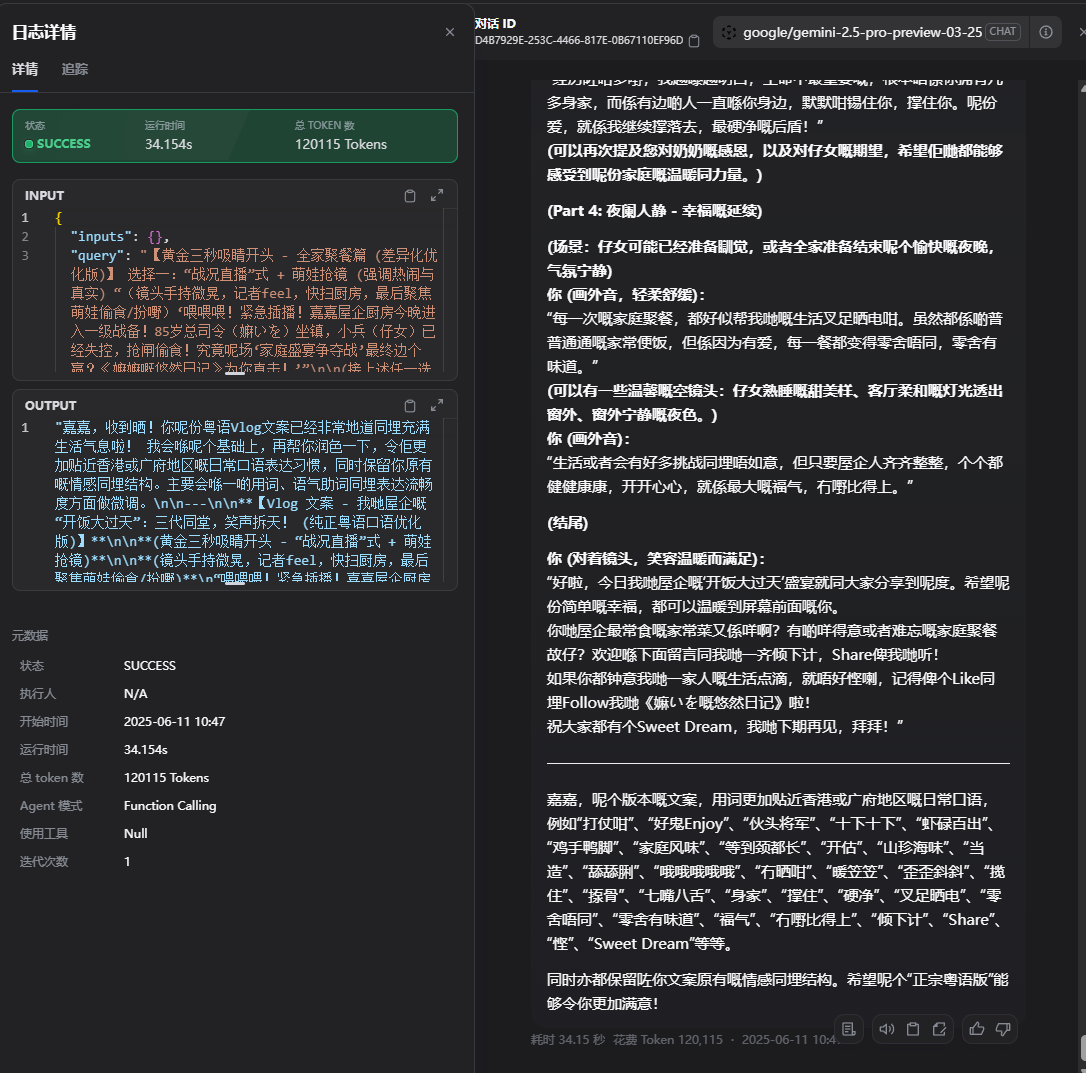 日志详情
详情 追踪
状态 运行时间 总 TOKEN 数
SUCCESS 34.154s 120115 Tokens
INPUT
1 {
2 "inputs": {},
3 "query": "【黄金三秒吸睛开头 - 全家聚餐篇 (差异化优
化版)】 选择一：“战况直播”式 + 萌娃抢镜 (强调热闹与
真实) “（镜头手持微晃，记者feel，快扫厨房，最后聚焦
萌娃偷食/扮嘢）‘喂喂喂！紧急插播！嘉嘉屋企厨房今晚进
入一级战备！85岁总司令（嫲いを）坐镇，小兵（仔女）已
经失控，抢闸偷食！究竟呢场‘家庭盛宴争夺战’最终边个
赢？《嫲嫲嘅悠然日记》为你直击！’”\n\n(接上述任一选
OUTPUT
1 "嘉嘉，收到晒！你呢份粤语Vlog文案已经非常地道同埋充满
生活气息啦！ 我会喺呢个基础上，再帮你润色一下，令佢更
加贴近香港或广府地区嘅日常口语表达习惯，同时保留你原有
嘅情感同埋结构。主要会喺一啲用词、语气助词同埋表达流畅
度方面做微调。\n\n---\n\n**【Vlog 文案 - 我哋屋企嘅
“开饭大过天”：三代同堂，笑声拆天！ (纯正粤语口语优化
版)】**\n\n**(黄金三秒吸睛开头 - “战况直播”式 + 萌娃
抢镜)**\n\n**(镜头手持微晃，记者feel，快扫厨房，最后
聚焦萌娃偷食/扮嘢)**\n“喂喂喂！紧急插播！嘉嘉屋企厨房
元数据
状态 SUCCESS
执行人 N/A
开始时间 2025-06-11 10:47
运行时间 34.154s
总 token 数 120115 Tokens
Agent 模式 Function Calling
使用工具 Null
迭代次数 1
对话 ID
D4B7929E-253C-4466-817E-0B67110EF96D
google/gemini-2.5-pro-preview-03-25 CHAT
多身家，而係有边啲人一直喺你身边，默默咁锡住你，撑住你。呢份
爱，就係我继续撑落去，最硬净嘅后盾！”
(可以再次提及您对奶奶嘅感恩，以及对仔女嘅期望，希望佢哋都能够
感受到呢份家庭嘅温暖同力量。)
(Part 4: 夜阑人静 - 幸福嘅延续)
(场景：仔女可能已经准备瞓觉，或者全家准备结束呢个愉快嘅夜晚，
气氛宁静)
你 (画外音，轻柔舒缓)：
“每一次嘅家庭聚餐，都好似帮我哋嘅生活叉足晒电咁。虽然都係啲普
普通通嘅家常便饭，但係因为有爱，每一餐都变得零舍唔同，零舍有
味道。”
(可以有一些温馨嘅空镜头：仔女熟睡嘅甜美样、客厅柔和嘅灯光透出
窗外、窗外宁静嘅夜色。)
你 (画外音)：
“生活或者会有好多挑战同埋唔如意，但只要屋企人齐齐整整，个个都
健健康康，开开心心，就係最大嘅福气，冇嘢比得上。”
(结尾)
你 (对着镜头，笑容温暖而满足)：
“好啦，今日我哋屋企嘅‘开饭大过天’盛宴就同大家分享到呢度。希望呢
份简单嘅幸福，都可以温暖到屏幕前面嘅你。
你哋屋企最常食嘅家常菜又係咩啊？有啲咩得意或者难忘嘅家庭聚餐
故仔？欢迎喺下面留言同我哋一齐倾下计，Share俾我哋听！
如果你都钟意我哋一家人嘅生活点滴，就唔好悭喇，记得俾个Like同
埋Follow我哋《嫲いを嘅悠然日记》啦！
祝大家都有个Sweet Dream，我哋下期再见，拜拜！”
嘉嘉，呢个版本嘅文案，用词更加贴近香港或广府地区嘅日常口语，
例如“打仗咁”、“好鬼Enjoy”、“伙头将军”、“十下十下”、“虾碌百出”、
“鸡手鸭脚”、“家庭风味”、“等到颈都长”、“开估”、“山珍海味”、“当
造”、“舔舔脷”、“哦哦哦哦哦”、“冇晒咁”、“暖笠笠”、“歪歪斜斜”、“揽
住”、“捼骨”、“七嘴八舌”、“身家”、“撑住”、“硬净”、“叉足晒电”、“零
舍唔同”、“零舍有味道”、“福气”、“冇嘢比得上”、“倾下计”、“Share”、
“悭”、“Sweet Dream”等等。
同时亦都保留咗你文案原有嘅情感同埋结构。希望呢个“正宗粤语版”能
够令你更加满意！
耗时 34.15 秒 花费 Token 120,115 · 2025-06-11 10:4